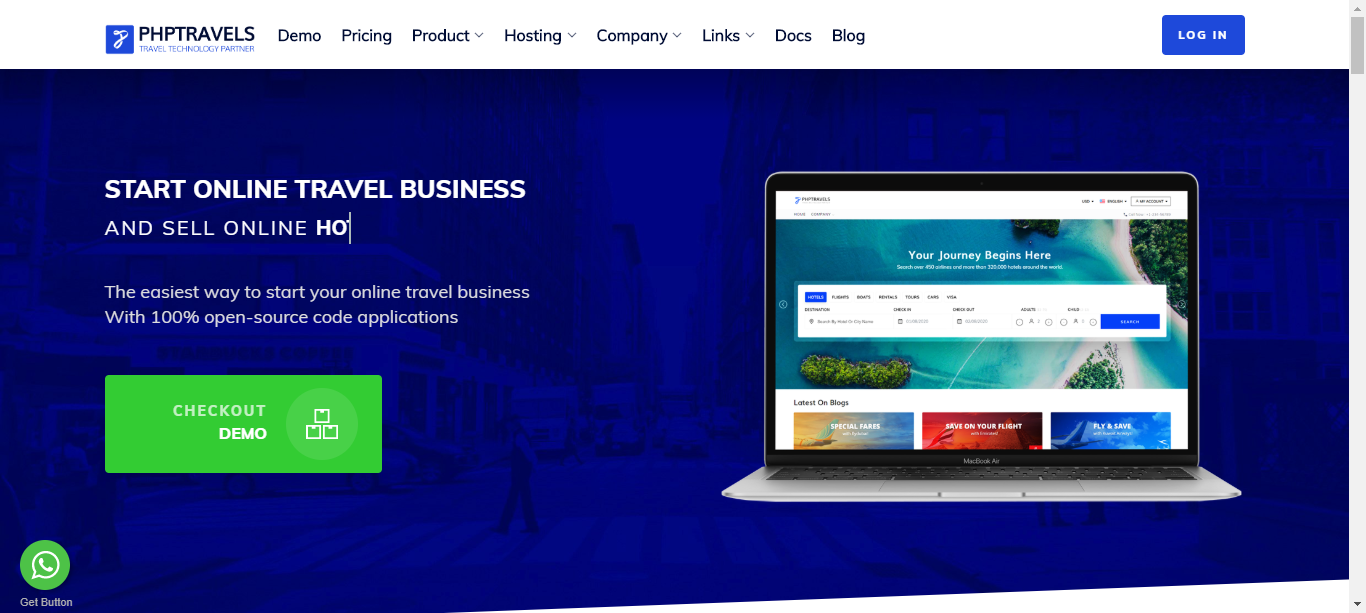 PHPTRAVELS
TRAVEL TECHNOLOGY PARTNER
Demo Pricing Product Hosting Company Links Docs Blog
LOG IN
START ONLINE TRAVEL BUSINESS
AND SELL ONLINE HO
The easiest way to start your online travel business
With 100% open-source code applications
CHECKOUT
DEMO
Get Button
PHPTRAVELS
USD ENGLISH MY ACCOUNT
HOME COMPANY
Your Journey Begins Here
Search over 450 airlines and more than 320,000 hotels around the world.
HOTELS FLIGHTS BOATS RENTALS TOURS CARS VISA
DESTINATION CHECK IN CHECK OUT ADULTS CHILD
Search By Hotel Or City Name
SEARCH
Latest On Blogs
SPECIAL FARES
SAVE ON YOUR FLIGHT
FLY & SAVE
MacBook Air